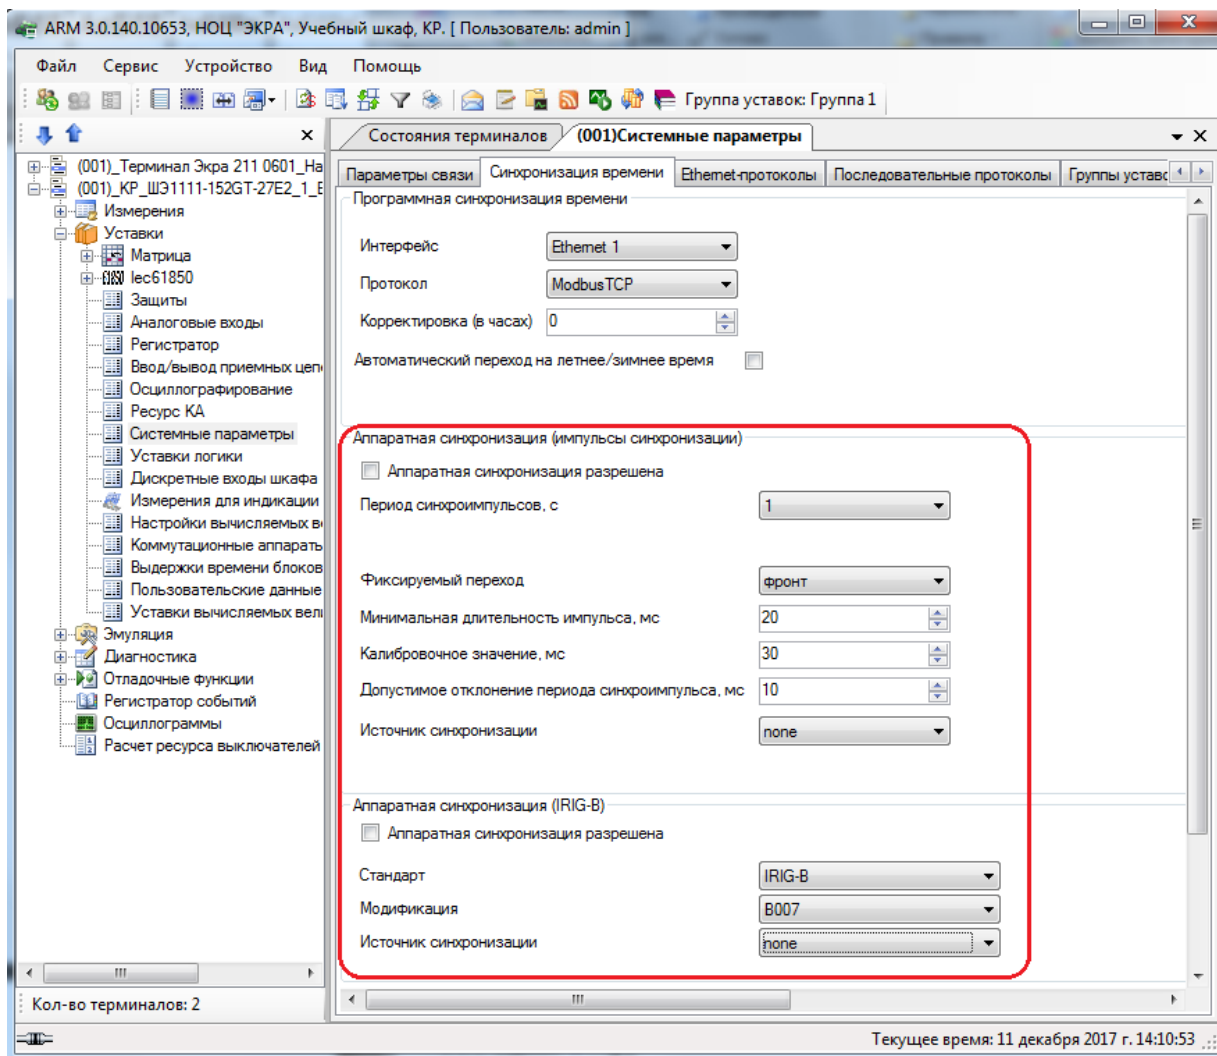 ARM 3.0.140.10653, НОЦ "ЭКРА", Учебный шкаф, КР. [ Пользователь: admin ]
Файл Сервис Устройство Вид Помощь
Группа уставок: Группа 1
Состояния терминалов (001)Системные параметры
(001)_Терминал Экра 211 0601_На
(001)_КР_ШЭ1111-152GT-27E2_1_Е
Измерения
Уставки
Матрица
61850 Iec61850
Защиты
Аналоговые входы
Регистратор
Ввод/вывод приемных цепе
Осциллографирование
Ресурс КА
Системные параметры
Уставки логики
Дискретные входы шкафа
Измерения для индикации
Настройки вычисляемых ве
Коммутационные аппараты
Выдержки времени блоков
Пользовательские данные
Уставки вычисляемых вели
Эмуляция
Диагностика
Отладочные функции
Регистратор событий
Осциллограммы
Расчет ресурса выключателей
Кол-во терминалов: 2
Параметры связи Синхронизация времени Ethernet-протоколы Последовательные протоколы Группы уставо
Программная синхронизация времени
Интерфейс Ethernet 1
Протокол ModbusTCP
Корректировка (в часах) 0
Автоматический переход на летнее/зимнее время
Аппаратная синхронизация (импульсы синхронизации)
Аппаратная синхронизация разрешена
Период синхроимпульсов, с 1
Фиксируемый переход фронт
Минимальная длительность импульса, мс 20
Калибровочное значение, мс 30
Допустимое отклонение периода синхроимпульса, мс 10
Источник синхронизации none
Аппаратная синхронизация (IRIG-B)
Аппаратная синхронизация разрешена
Стандарт IRIG-B
Модификация B007
Источник синхронизации none
Текущее время: 11 декабря 2017 г. 14:10:53